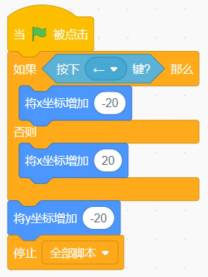 当 被点击
如果 按下 ← 键? 那么
将x坐标增加 -20
否则
将x坐标增加 20
将y坐标增加 -20
停止 全部脚本